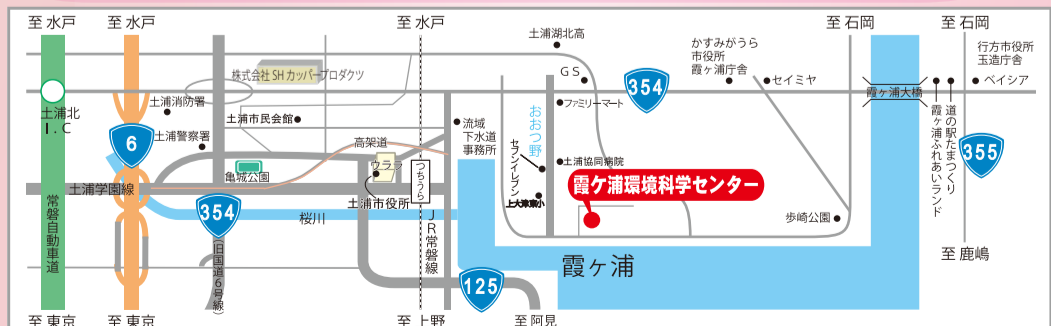 至 水戸
至 水戸
至 水戸
至 石岡
至 石岡
土浦湖北高
かすみがうら
市役所
霞ヶ浦庁舎
行方市役所
玉造庁舎
株式会社 SHカッパープロダクツ
GS
セイミヤ
ベイシア
354
霞ヶ浦大橋
土浦北
I.C
土浦消防署
土浦市民会館
流域
下水道
事務所
ファミリーマート
おおつ野
道の駅たまつくり
霞ヶ浦ふれあいランド
6
土浦警察署
高架道
355
亀城公園
ウララ
つちうら
セブンイレブン
土浦協同病院
霞ケ浦環境科学センター
土浦学園線
土浦市役所
上大津東小
354
桜川
歩崎公園
常磐自動車道
(旧国道6号線)
JR常磐線
霞ヶ浦
至 鹿嶋
125
至 東京
至 東京
至 上野
至 阿見